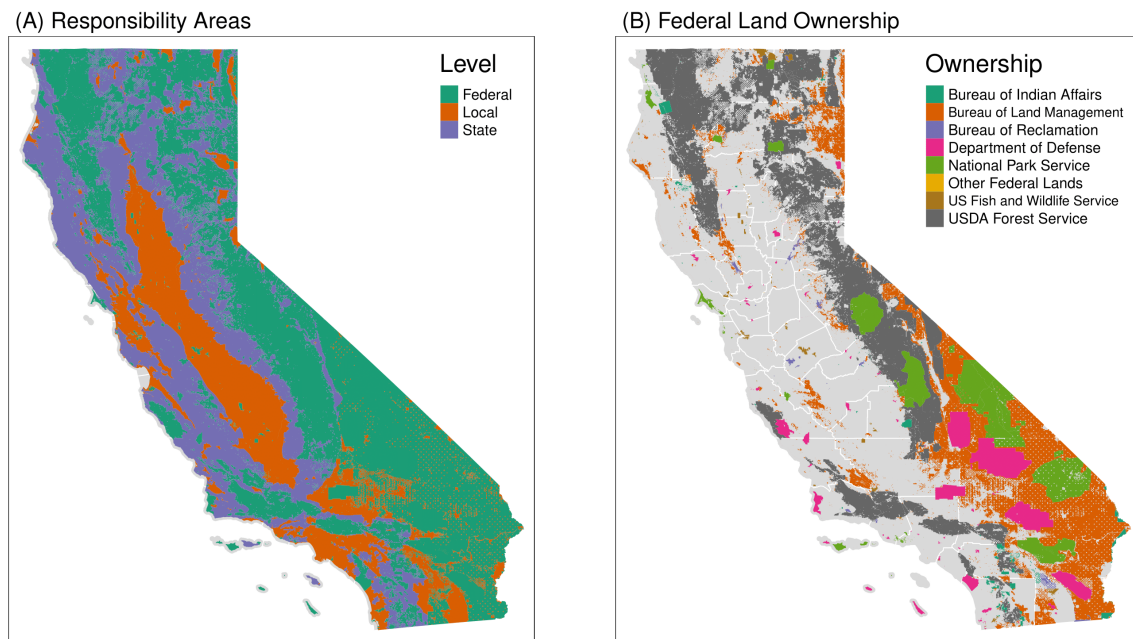 (A) Responsibility Areas
Level
Federal
Local
State
(B) Federal Land Ownership
Ownership
Bureau of Indian Affairs
Bureau of Land Management
Bureau of Reclamation
Department of Defense
National Park Service
Other Federal Lands
US Fish and Wildlife Service
USDA Forest Service